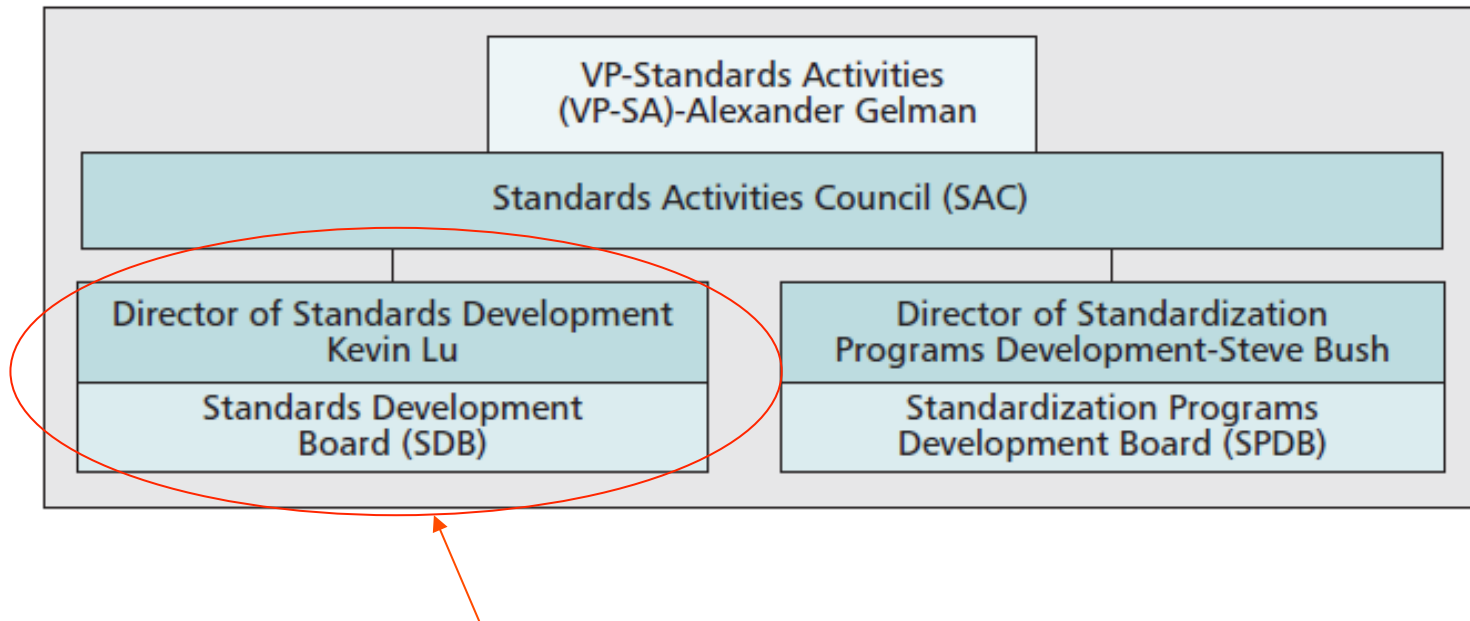 VP-Standards Activities
(VP-SA)-Alexander Gelman
Standards Activities Council (SAC)
Director of Standards Development
Kevin Lu
Standards Development
Board (SDB)
Director of Standardization
Programs Development-Steve Bush
Standardization Programs
Development Board (SPDB)